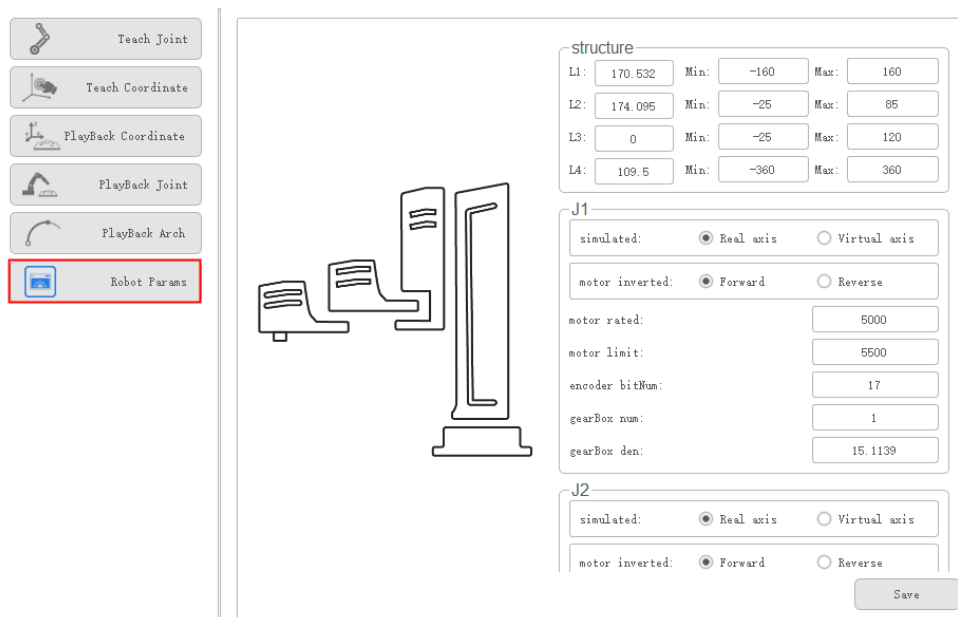 Teach Joint
Teach Coordinate
PlayBack Coordinate
PlayBack Joint
PlayBack Arch
Robot Params
structure
L1: 170.532 Min: -160 Max: 160
L2: 174.095 Min: -25 Max: 85
L3: 0 Min: -25 Max: 120
L4: 109.5 Min: -360 Max: 360
J1
simulated: Real axis Virtual axis
motor inverted: Forward Reverse
motor rated: 5000
motor limit: 5500
encoder bitNum: 17
gearBox num: 1
gearBox den: 15.1139
J2
simulated: Real axis Virtual axis
motor inverted: Forward Reverse
Save